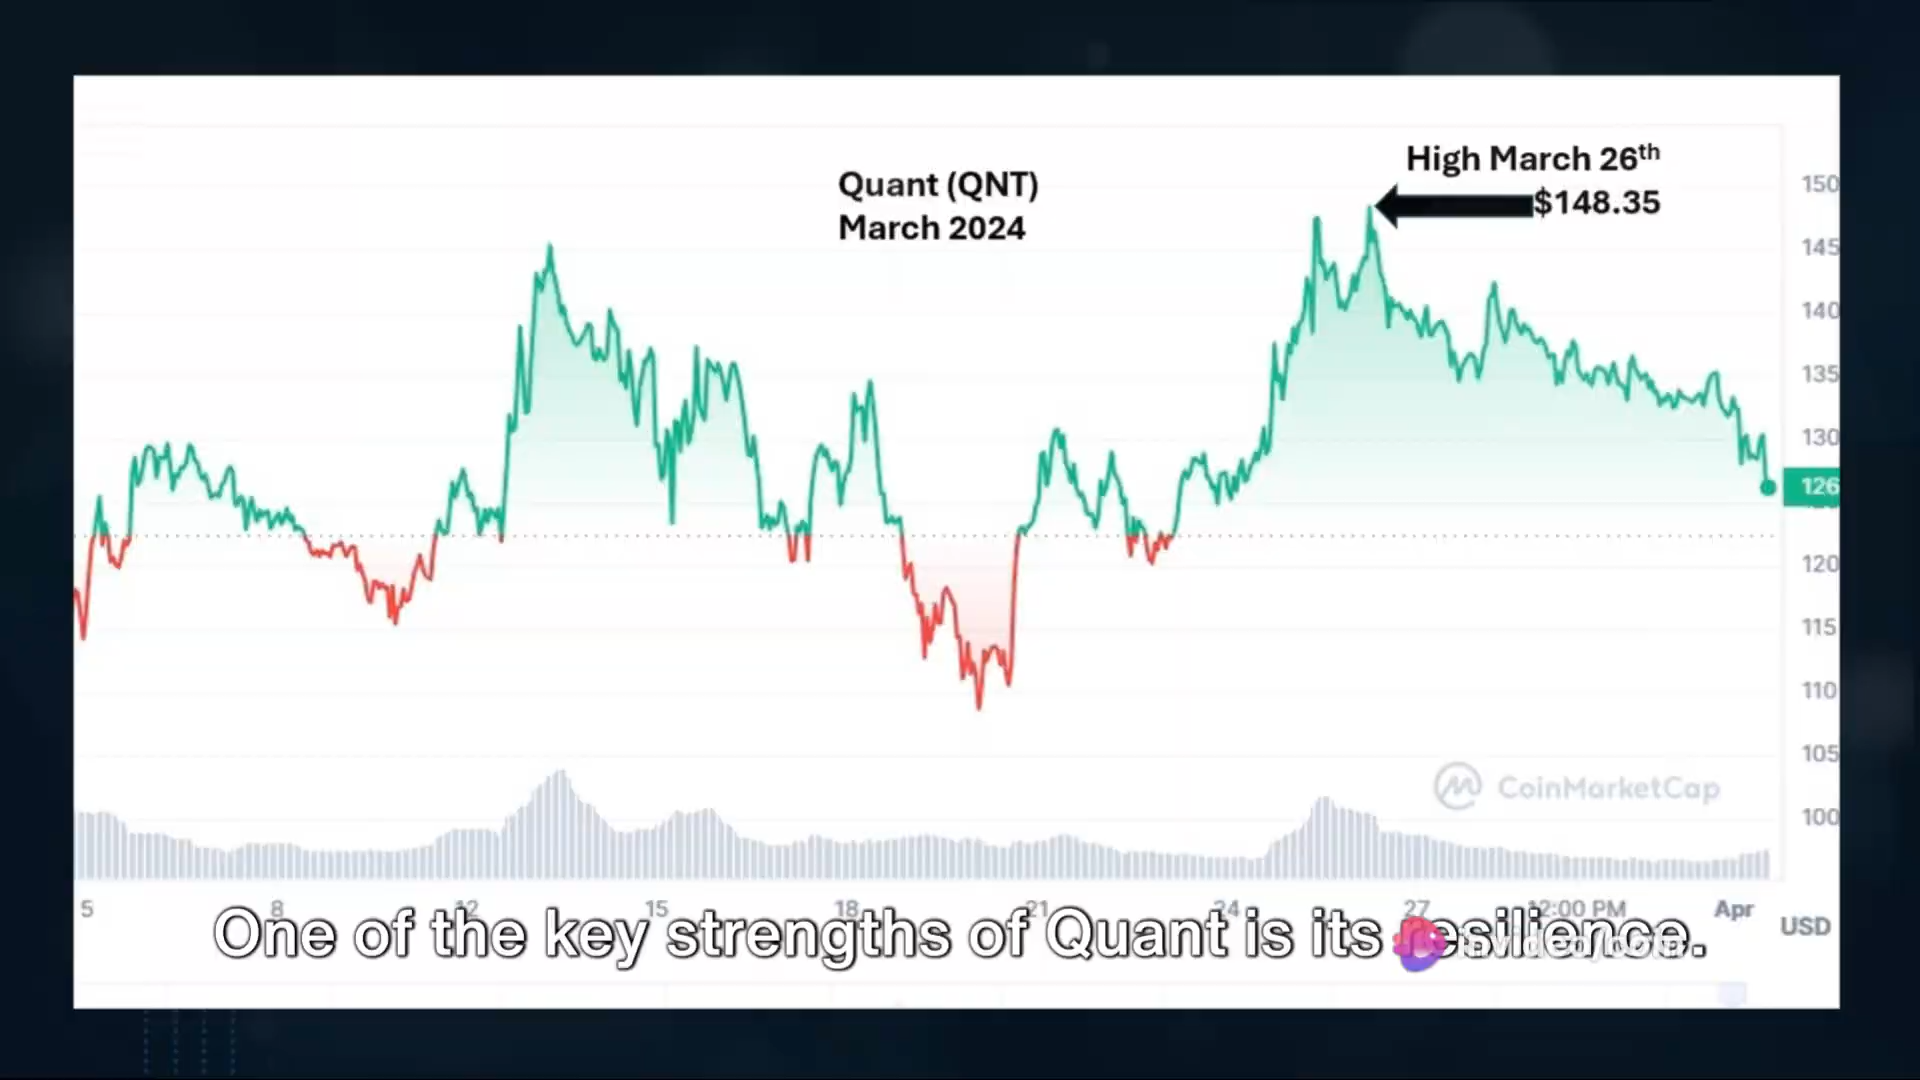 High March 26th
$148.35
Quant (QNT)
March 2024
150
145
140
135
130
126
120
115
110
105
100
CoinMarketCap
5 8 12 15 18 21 24 27 12:00 PM Apr
USD
One of the key strengths of Quant is its resilience.